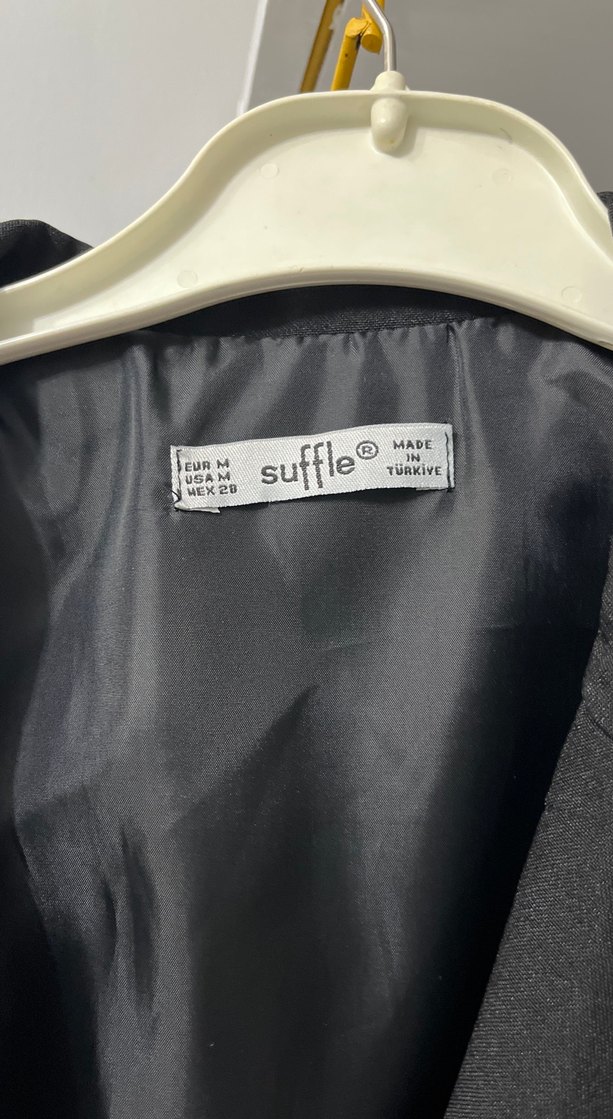 EUR M
USA M
MEX 28
suffle®
MADE
IN
TÜRKİYE